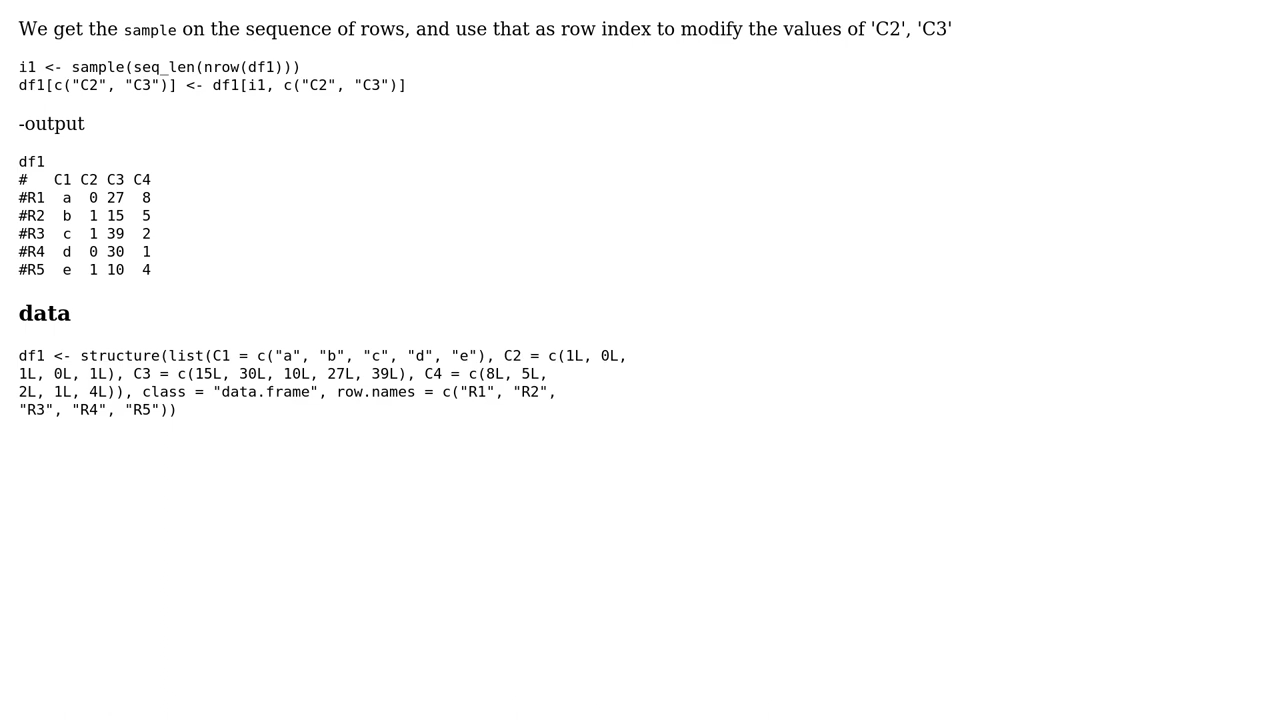 We get the sample on the sequence of rows, and use that as row index to modify the values of 'C2', 'C3'
i1 <- sample(seq_len(nrow(df1)))
df1[c("C2", "C3")] <- df1[i1, c("C2", "C3")]
-output
df1
#   C1 C2 C3 C4
#R1  a  0 27  8
#R2  b  1 15  5
#R3  c  1 39  2
#R4  d  0 30  1
#R5  e  1 10  4
data
df1 <- structure(list(C1 = c("a", "b", "c", "d", "e"), C2 = c(1L, 0L,
1L, 0L, 1L), C3 = c(15L, 30L, 10L, 27L, 39L), C4 = c(8L, 5L,
2L, 1L, 4L)), class = "data.frame", row.names = c("R1", "R2",
"R3", "R4", "R5"))